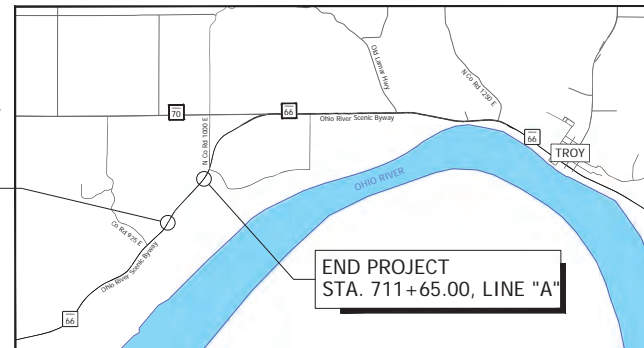 Old Lamar Hwy
N Co Rd 1250 E
70
66
Ohio River Scenic Byway
N Co Rd 1000 E
66
TROY
OHIO RIVER
Co Rd 925 E
Ohio River Scenic Byway
66
END PROJECT
STA. 711+65.00, LINE "A"